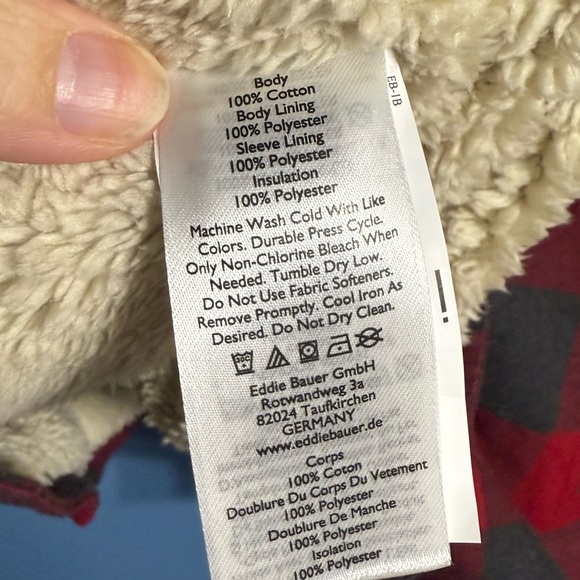 Body
100% Cotton
Body Lining
100% Polyester
Sleeve Lining
100% Polyester
Insulation
100% Polyester
Machine Wash Cold With Like
Colors. Durable Press Cycle.
Only Non-Chlorine Bleach When
Needed. Tumble Dry Low.
Do Not Use Fabric Softeners.
Remove Promptly. Cool Iron As
Desired. Do Not Dry Clean.
Eddie Bauer GmbH
Rotwandweg 3a
82024 Taufkirchen
GERMANY
www.eddiebauer.de
Corps
100% Coton
Doublure Du Corps Du Vetement
100% Polyester
Doublure De Manche
100% Polyester
Isolation
100% Polyester
EB-1B